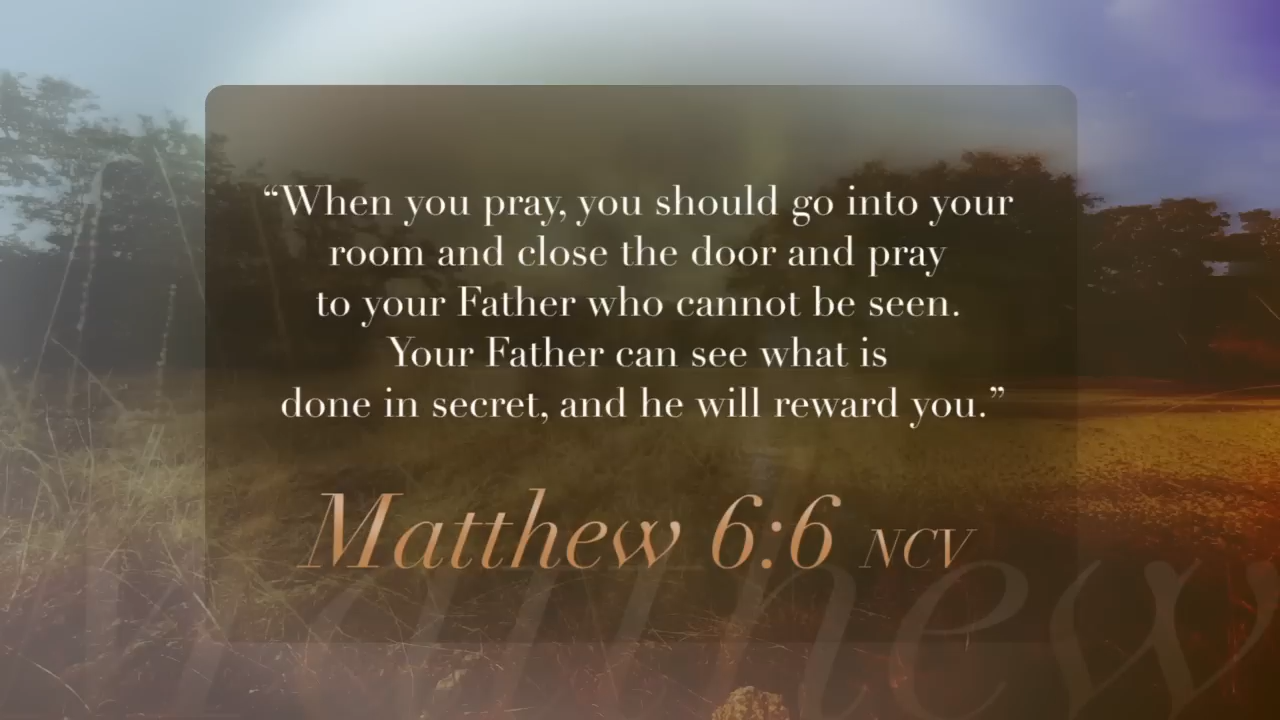 “When you pray, you should go into your
room and close the door and pray
to your Father who cannot be seen.
Your Father can see what is
done in secret, and he will reward you.”
Matthew 6:6 NCV
Matthew